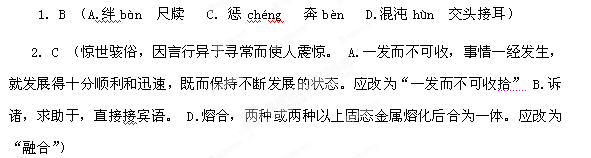 1. B (A.绊 bàn  尺牍  C. 惩 chéng  奔 bèn  D.混沌 hùn  交头接耳)
2. C (惊世骇俗，因言行异于寻常而使人震惊。 A.一发而不可收，事情一经发生，
就发展得十分顺利和迅速，既而保持不断发展的状态。应改为“一发而不可收拾” B.诉
诸，求助于，直接接宾语。 D.熔合，两种或两种以上固态金属熔化后合为一体。应改为
“融合”)